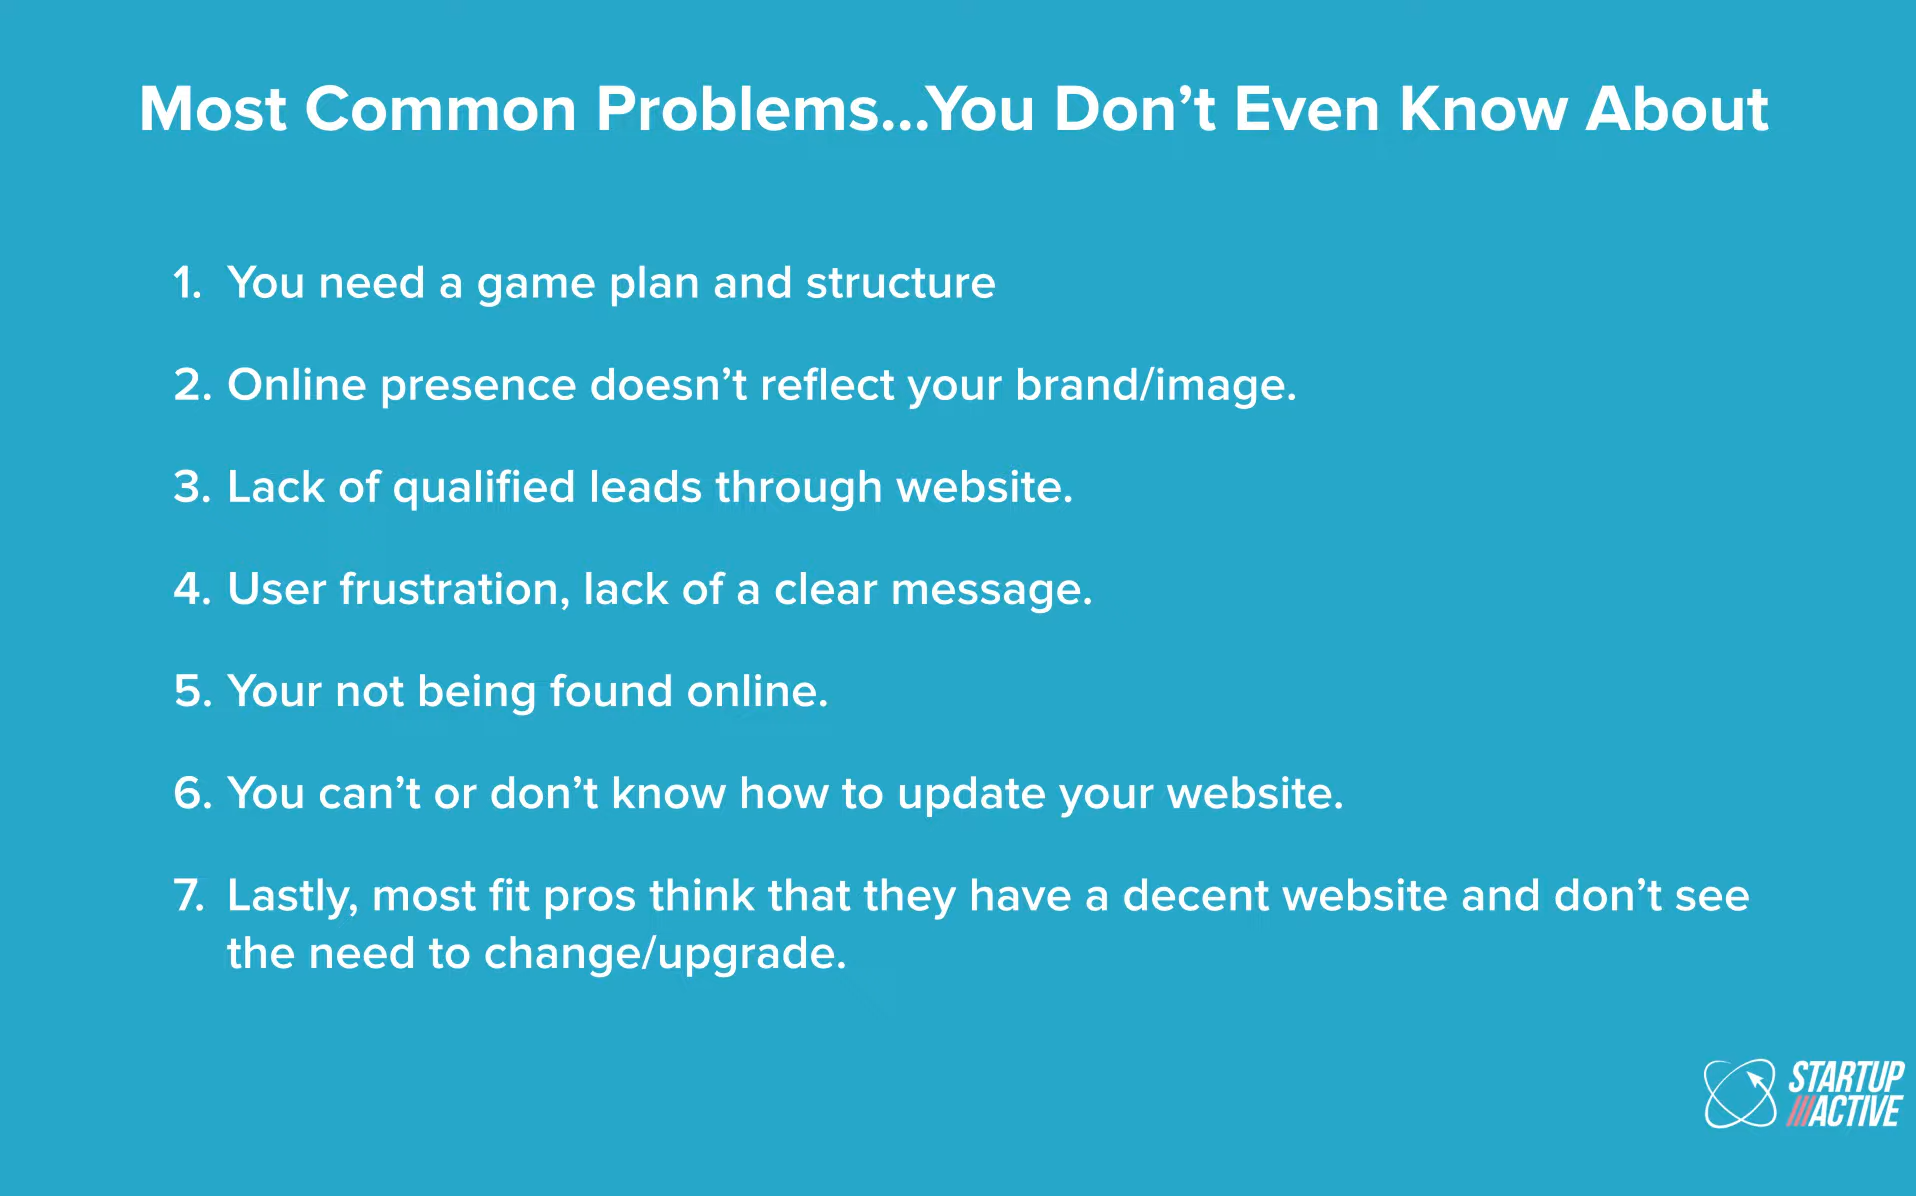 Most Common Problems...You Don’t Even Know About
1. You need a game plan and structure
2. Online presence doesn’t reflect your brand/image.
3. Lack of qualified leads through website.
4. User frustration, lack of a clear message.
5. Your not being found online.
6. You can’t or don’t know how to update your website.
7. Lastly, most fit pros think that they have a decent website and don’t see
the need to change/upgrade.
STARTUP
ACTIVE